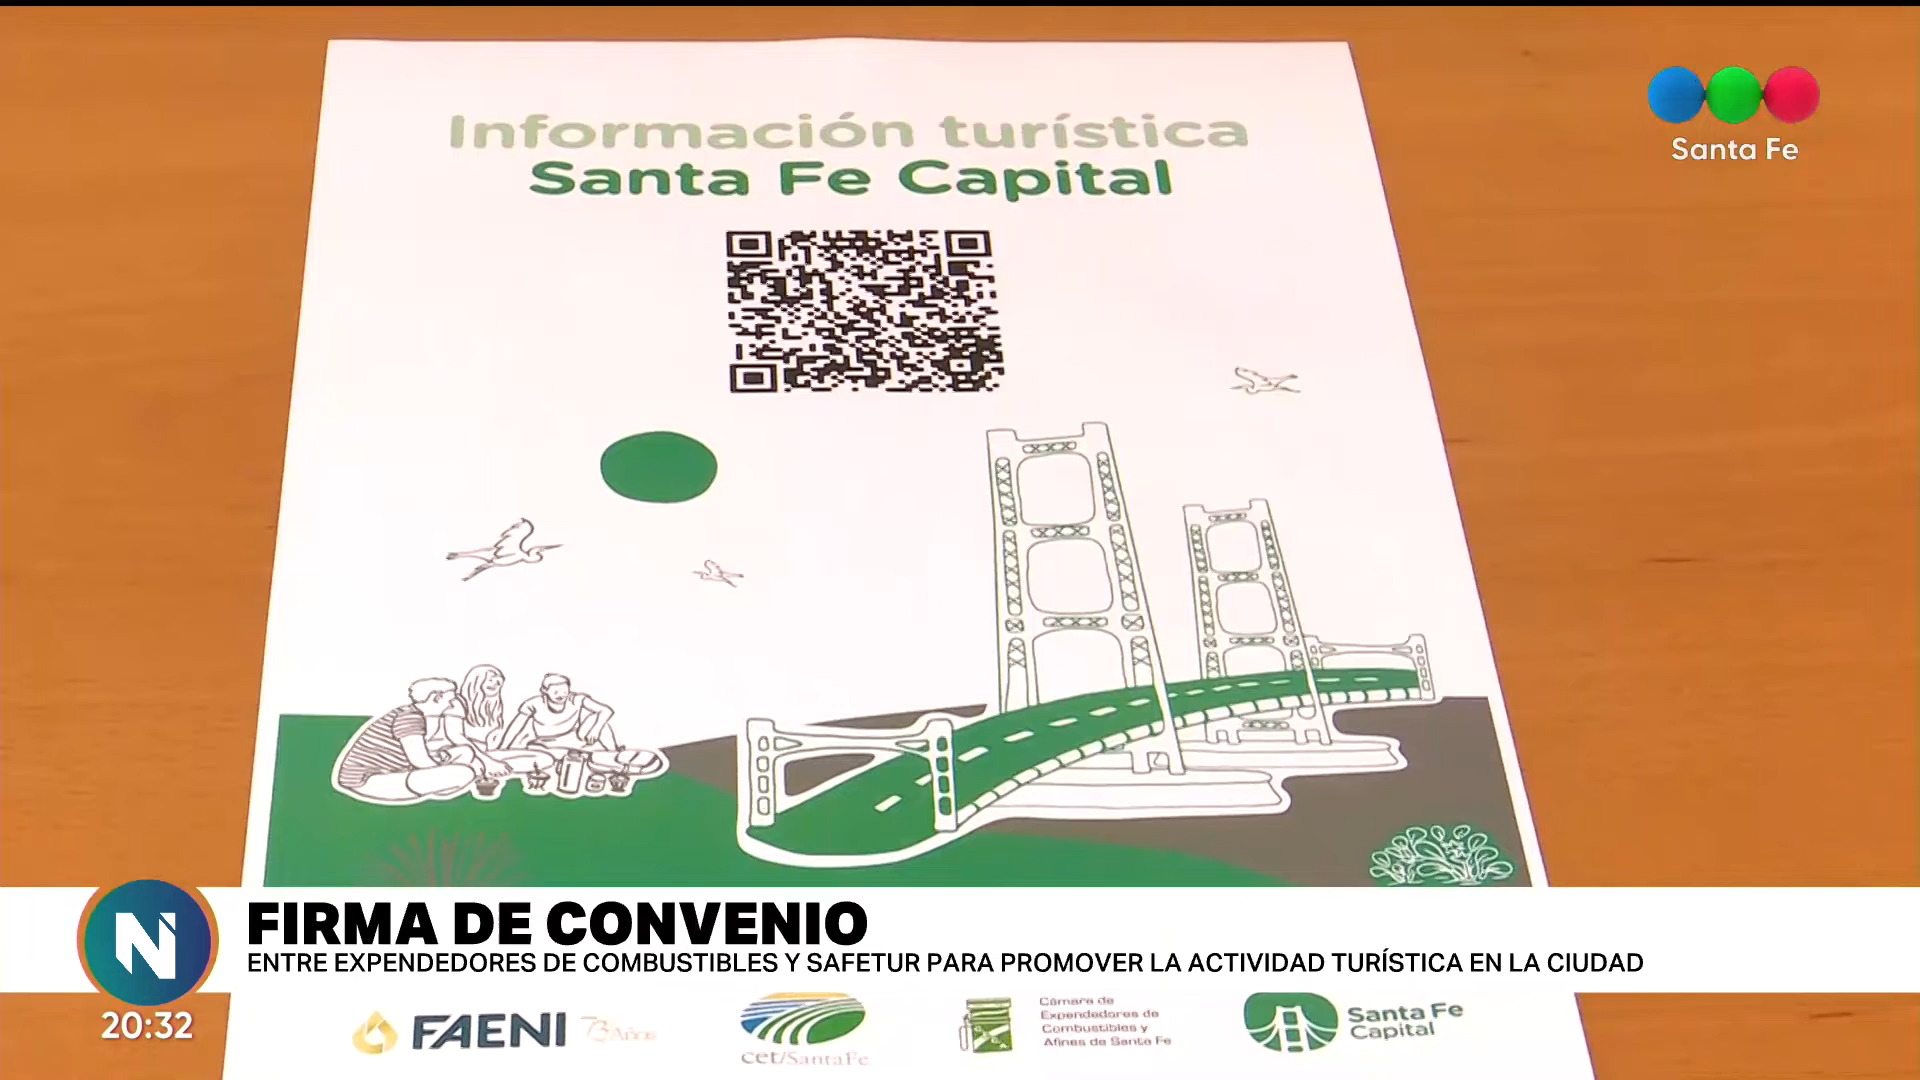 Información turística
Santa Fe Capital
Santa Fe
FIRMA DE CONVENIO
ENTRE EXPENDEDORES DE COMBUSTIBLES Y SAFETUR PARA PROMOVER LA ACTIVIDAD TURÍSTICA EN LA CIUDAD
N
20:32
FAENI 73 Años
cet/SantaFe
Cámara de
Expendedores de
Combustibles y
Afines de Santa Fe
Santa Fe
Capital